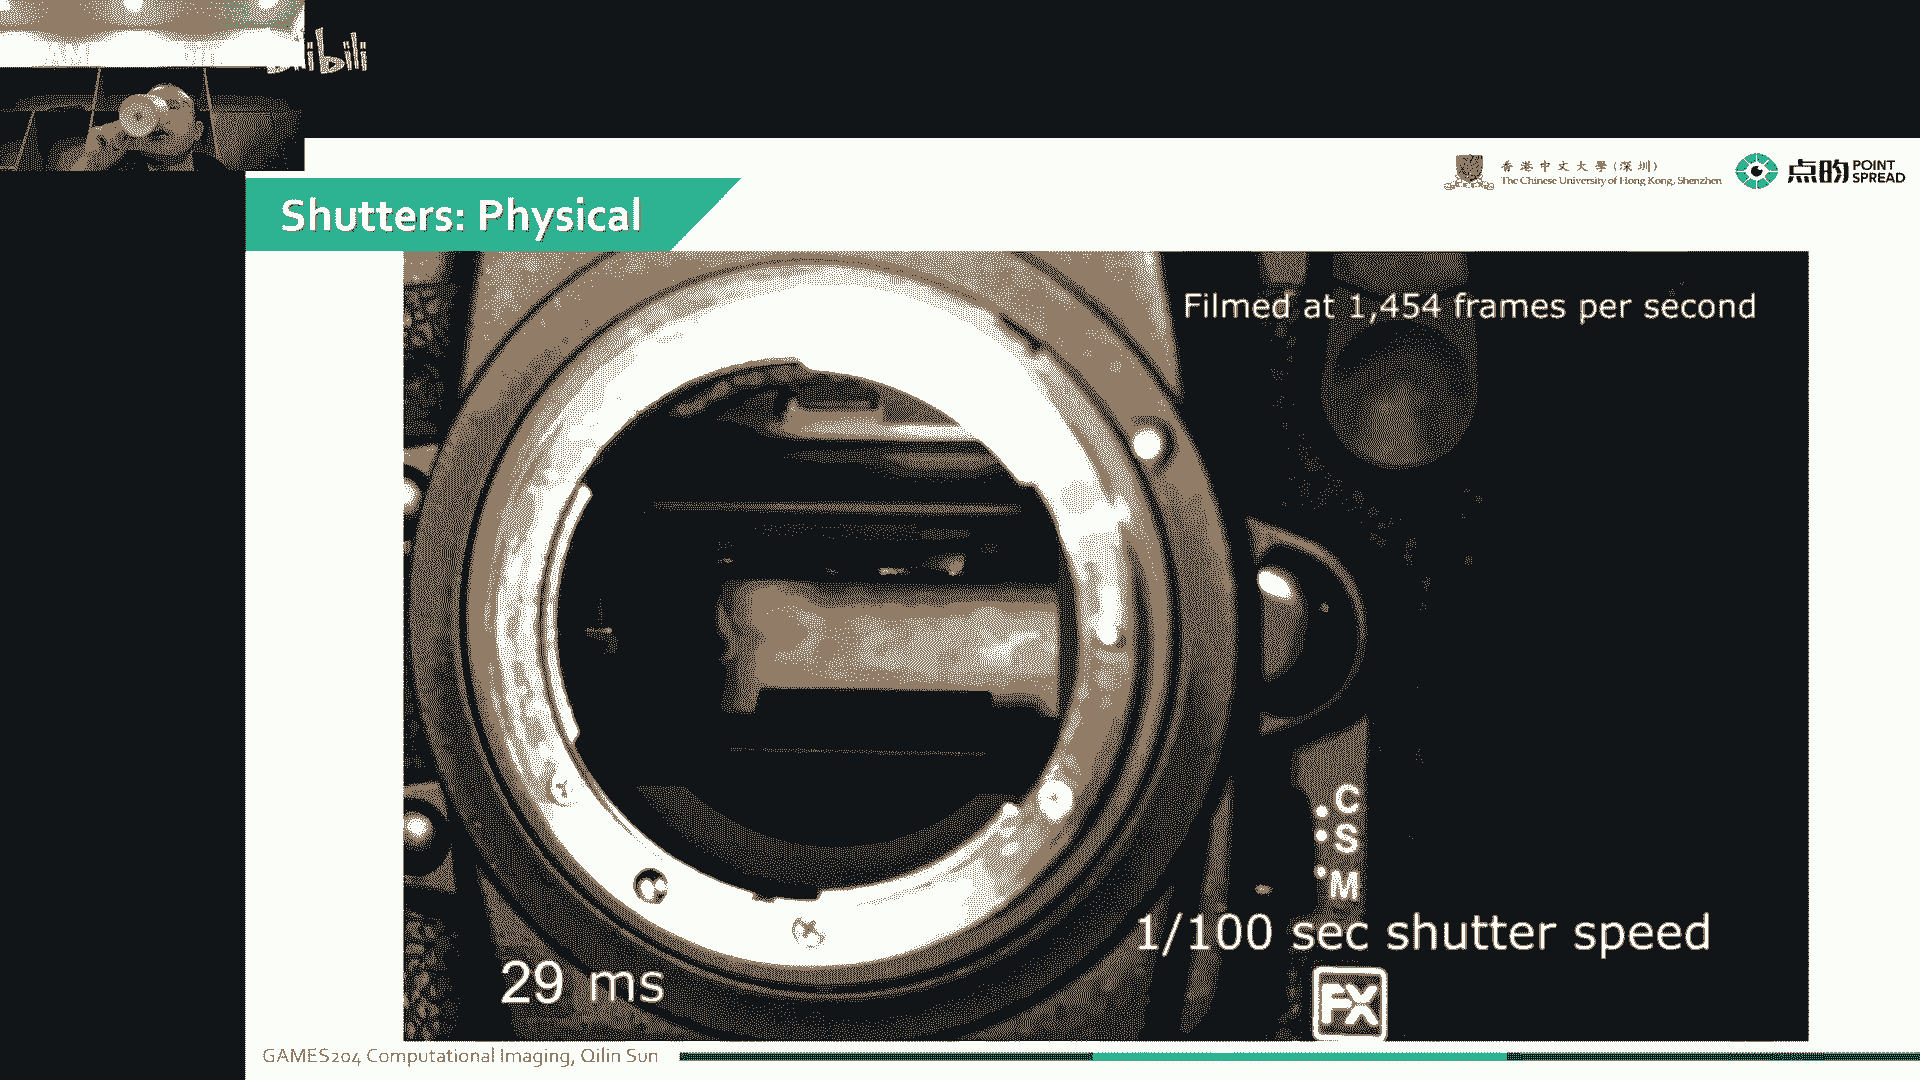 bilibili
香港中文大學(深圳)
The Chinese University of Hong Kong, Shenzhen
点昀 POINT SPREAD
Shutters: Physical
Filmed at 1,454 frames per second
C
S
M
1/100 sec shutter speed
29 ms
FX
GAMES204 Computational Imaging, Qilin Sun